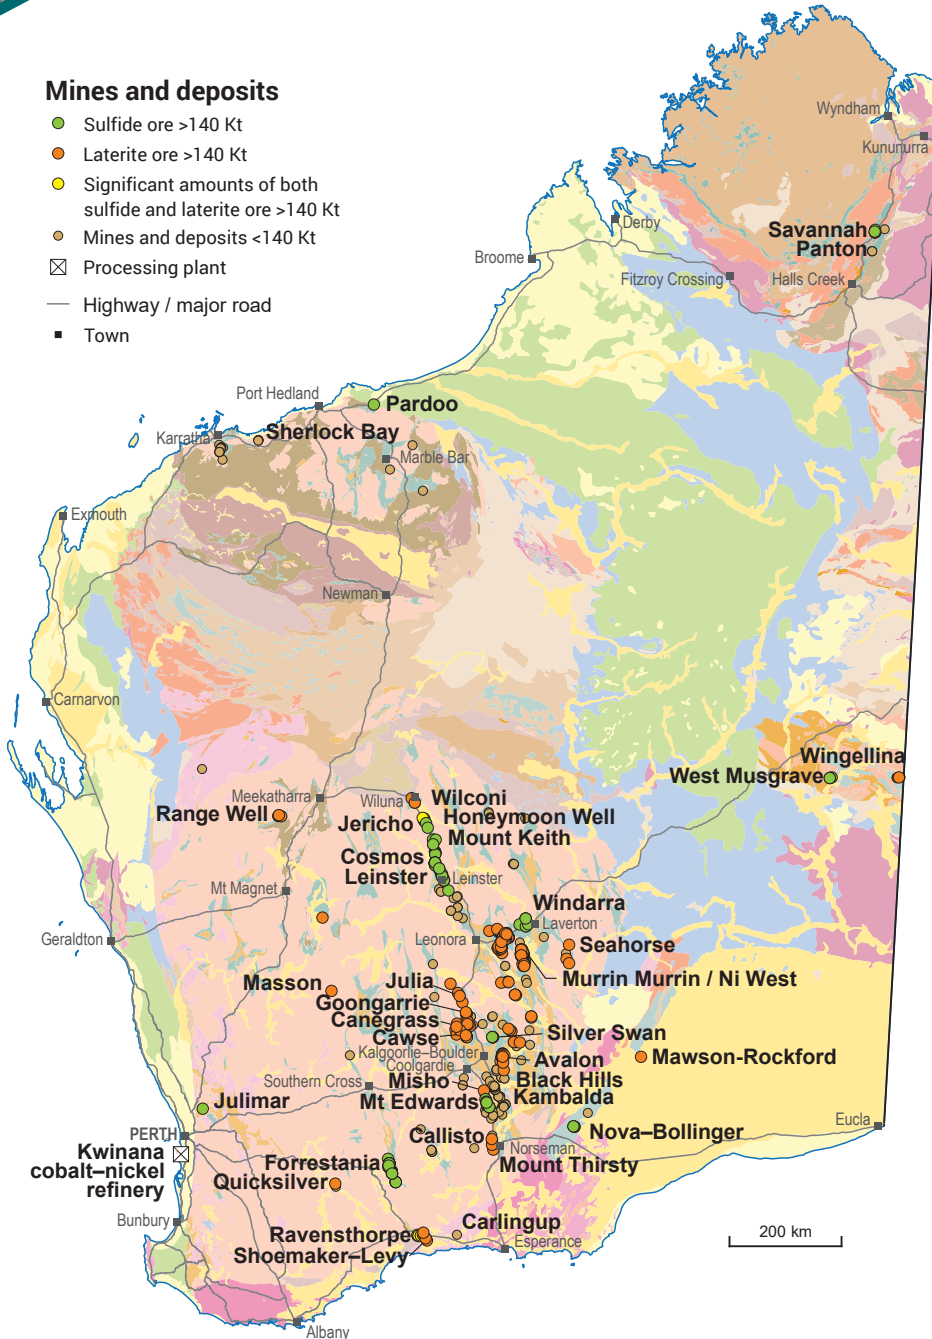 Mines and deposits
Sulfide ore >140 Kt
Laterite ore >140 Kt
Significant amounts of both
sulfide and laterite ore >140 Kt
Mines and deposits <140 Kt
Processing plant
Highway / major road
Town
Wyndham
Kununurra
Derby
Savannah
Panton
Broome
Fitzroy Crossing
Halls Creek
Port Hedland
Pardoo
Karratha
Sherlock Bay
Marble Bar
Exmouth
Newman
Carnarvon
Wingellina
West Musgrave
Meekatharra
Wiluna
Wilconi
Range Well
Honeymoon Well
Jericho
Mount Keith
Cosmos
Leinster
Leinster
Mt Magnet
Windarra
Laverton
Geraldton
Leonora
Seahorse
Murrin Murrin / Ni West
Masson
Julia
Goongarrie
Canegrass
Cawse
Silver Swan
Kalgoorlie–Boulder
Avalon
Mawson-Rockford
Coolgardie
Southern Cross
Misho
Black Hills
Mt Edwards
Kambalda
Julimar
Eucla
PERTH
Callisto
Nova–Bollinger
Kwinana
cobalt–nickel
refinery
Norseman
Forrestania
Mount Thirsty
Quicksilver
Bunbury
Carlingup
Ravensthorpe
Esperance
Shoemaker–Levy
200 km
Albany